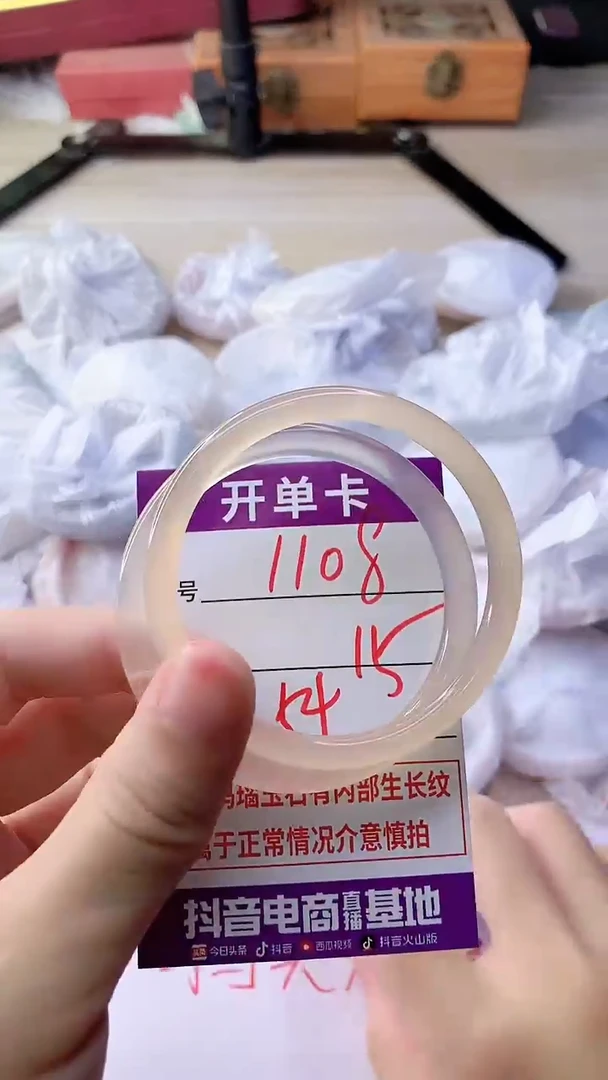 开单卡
号 1108
15
54
瑙玉石有内部生长纹
属于正常情况介意慎拍
抖音电商直播基地
今日头条 抖音 西瓜视频 抖音火山版